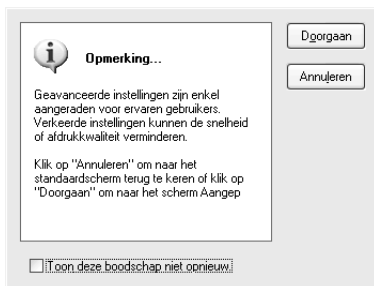 Opmerking...
Doorgaan
Annuleren
Geavanceerde instellingen zijn enkel
aangeraden voor ervaren gebruikers.
Verkeerde instellingen kunnen de snelheid
of afdrukkwaliteit verminderen.
Klik op "Annuleren" om naar het
standaardscherm terug te keren of klik op
"Doorgaan" om naar het scherm Aangep
Toon deze boodschap niet opnieuw.